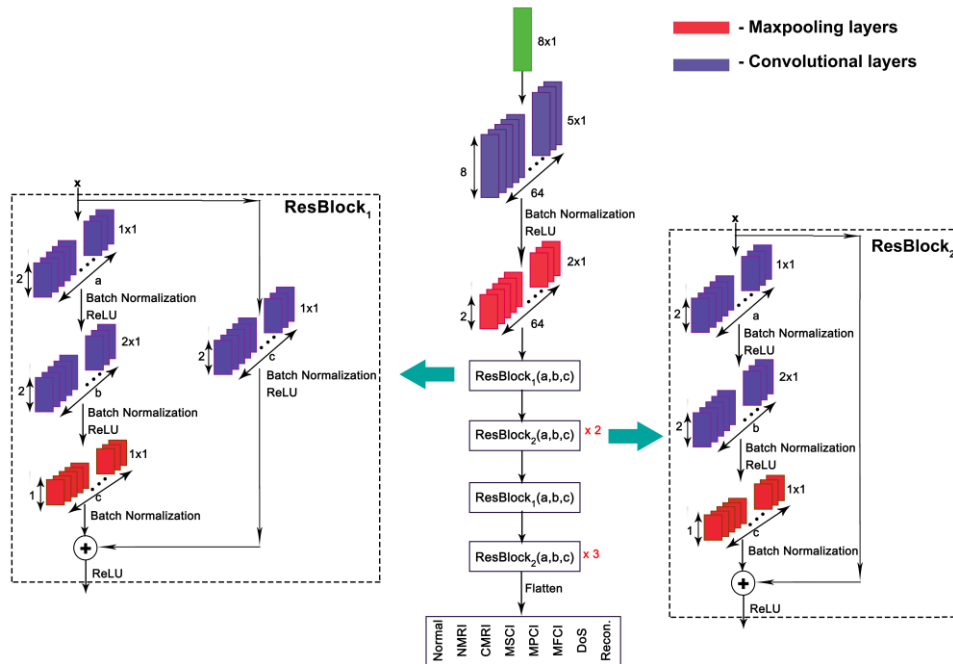 8x1
- Maxpooling layers
- Convolutional layers
5x1
8
64
Batch Normalization
ReLU
2x1
2
64
ResBlock1(a,b,c)
ResBlock2(a,b,c)
x 2
ResBlock1(a,b,c)
ResBlock2(a,b,c)
x 3
Flatten
Normal
NMRI
CMRI
MSCI
MPCI
MFCI
DoS
Recon.
x
ResBlock1
1x1
2
a
Batch Normalization
ReLU
2x1
2
b
Batch Normalization
ReLU
1x1
1
c
Batch Normalization
+
ReLU
1x1
2
c
Batch Normalization
ReLU
x
ResBlock2
1x1
2
a
Batch Normalization
ReLU
2x1
2
b
Batch Normalization
ReLU
1x1
1
c
Batch Normalization
+
ReLU